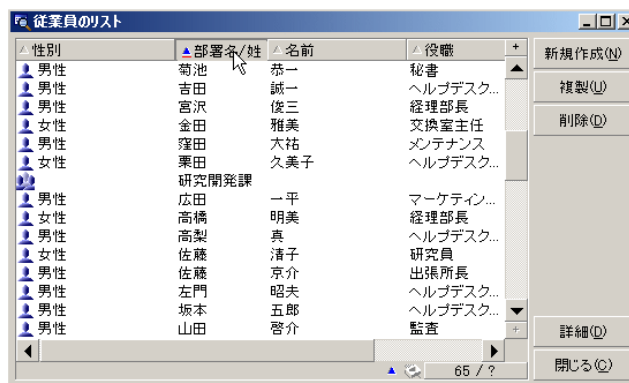 従業員のリスト
性別 部署名/姓 名前 役職 +
男性 菊池 恭一 秘書
男性 吉田 誠一 ヘルプデスク...
男性 宮沢 俊三 経理部長
女性 金田 雅美 交換室主任
男性 窪田 大祐 メンテナンス
女性 栗田 久美子 ヘルプデスク...
研究開発課
男性 広田 一平 マーケティン...
女性 高橋 明美 経理部長
男性 高梨 真 ヘルプデスク...
女性 佐藤 清子 研究員
男性 佐藤 京介 出張所長
男性 左門 昭夫 ヘルプデスク...
男性 坂本 五郎 ヘルプデスク...
男性 山田 啓介 監査
65 / ?
新規作成(N)
複製(U)
削除(D)
詳細(D)
閉じる(C)